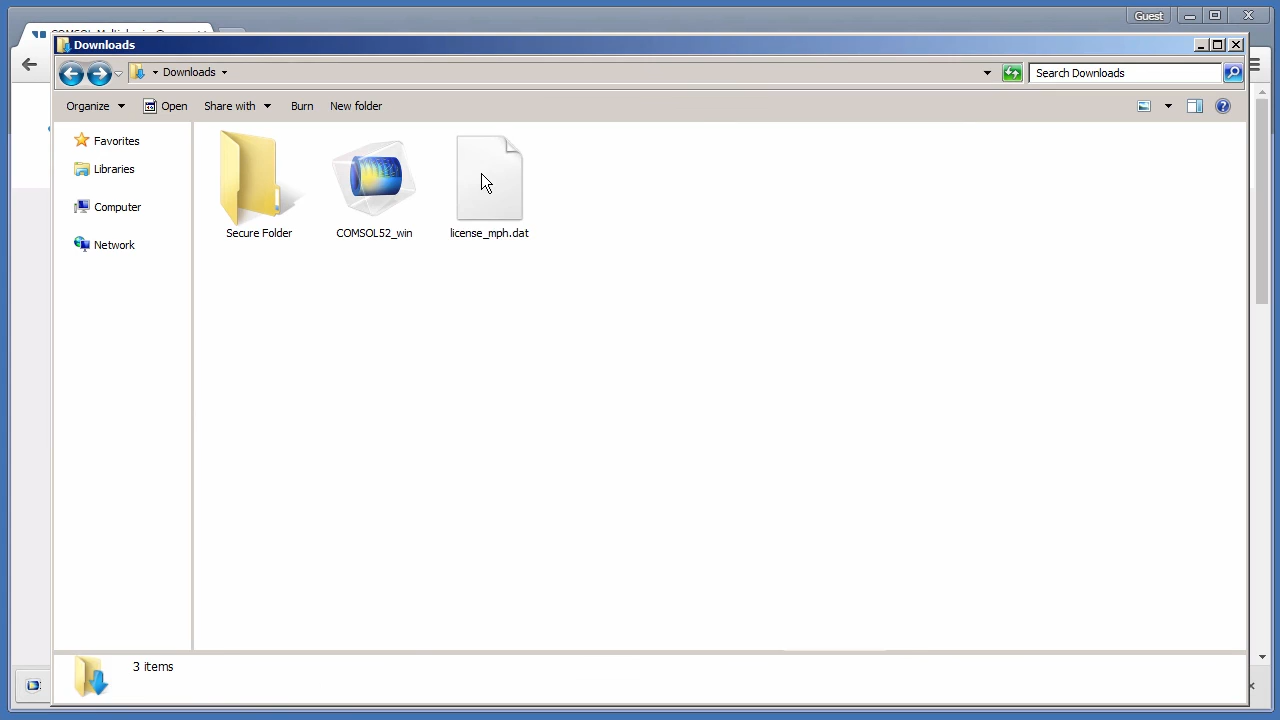 Guest
Downloads
Downloads
Search Downloads
Organize
Open
Share with
Burn
New folder
Favorites
Libraries
Computer
Network
Secure Folder
COMSOL52_win
license_mph.dat
3 items